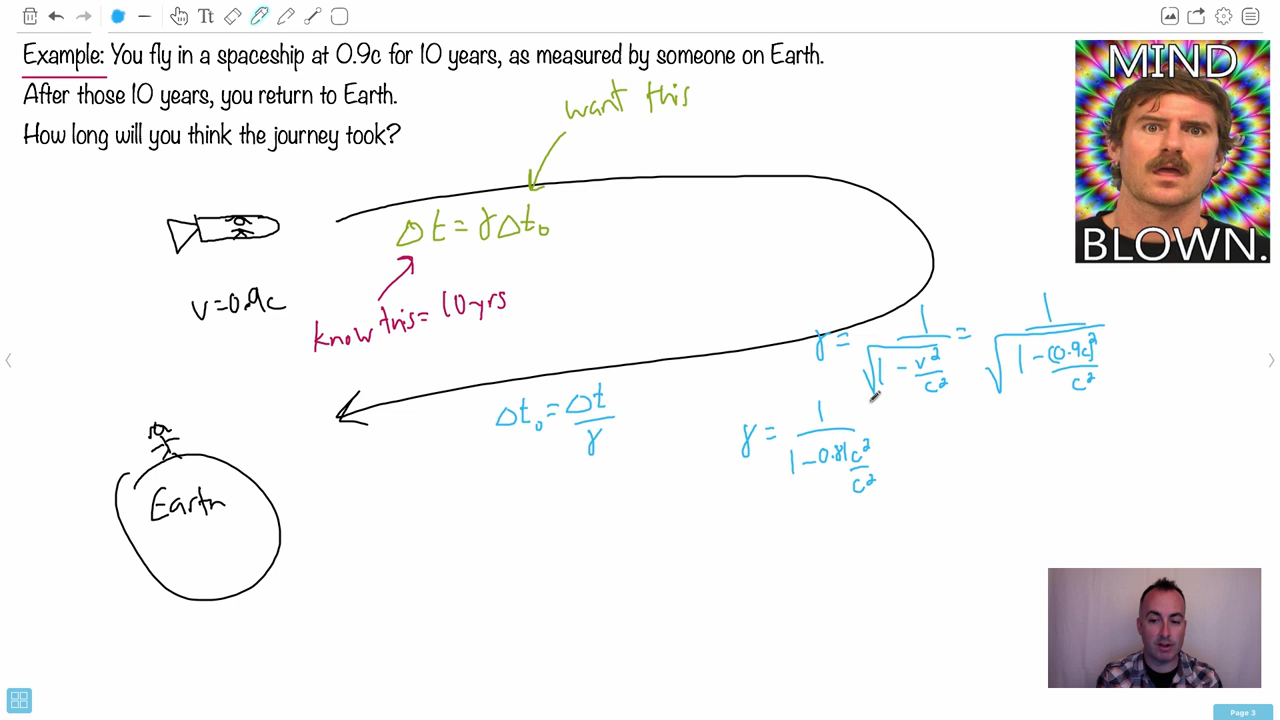 Tt
Example: You fly in a spaceship at 0.9c for 10 years, as measured by someone on Earth.
After those 10 years, you return to Earth.
How long will you think the journey took?
want this
MIND
BLOWN.
Δt = γΔt₀
v=0.9c
know this = 10 yrs
γ = 1/√(1 - v²/c²) = 1/√(1 - (0.9c)²/c²)
Δt₀ = Δt/γ
γ = 1/(1 - 0.81c²/c²)
Earth
Page 3